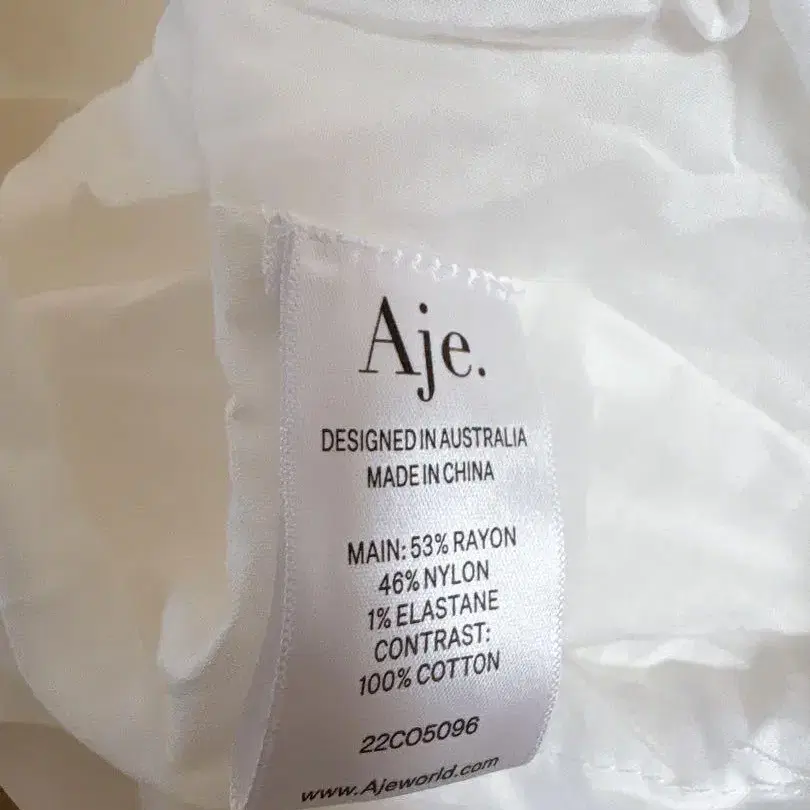 Aje.
DESIGNED IN AUSTRALIA
MADE IN CHINA
MAIN: 53% RAYON
46% NYLON
1% ELASTANE
CONTRAST:
100% COTTON
22CO5096
www.Ajeworld.com